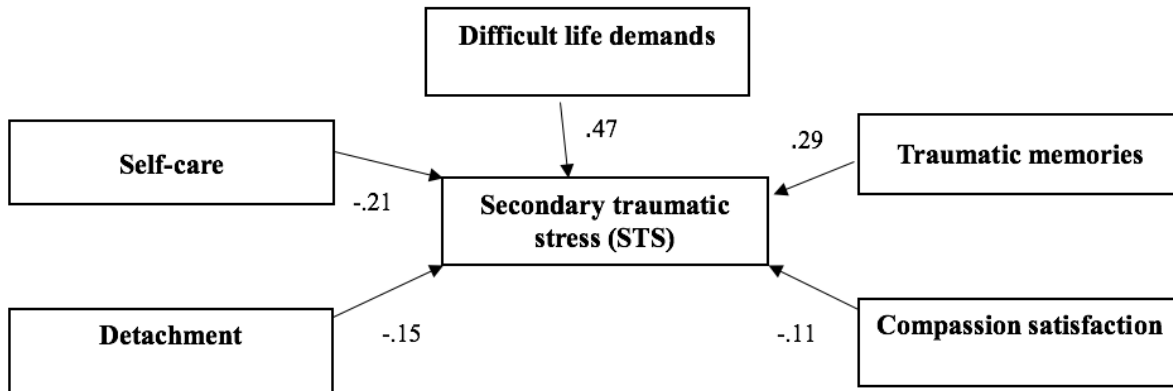 Difficult life demands
.47
Self-care
-.21
.29
Traumatic memories
Secondary traumatic
stress (STS)
Detachment
-.15
-.11
Compassion satisfaction